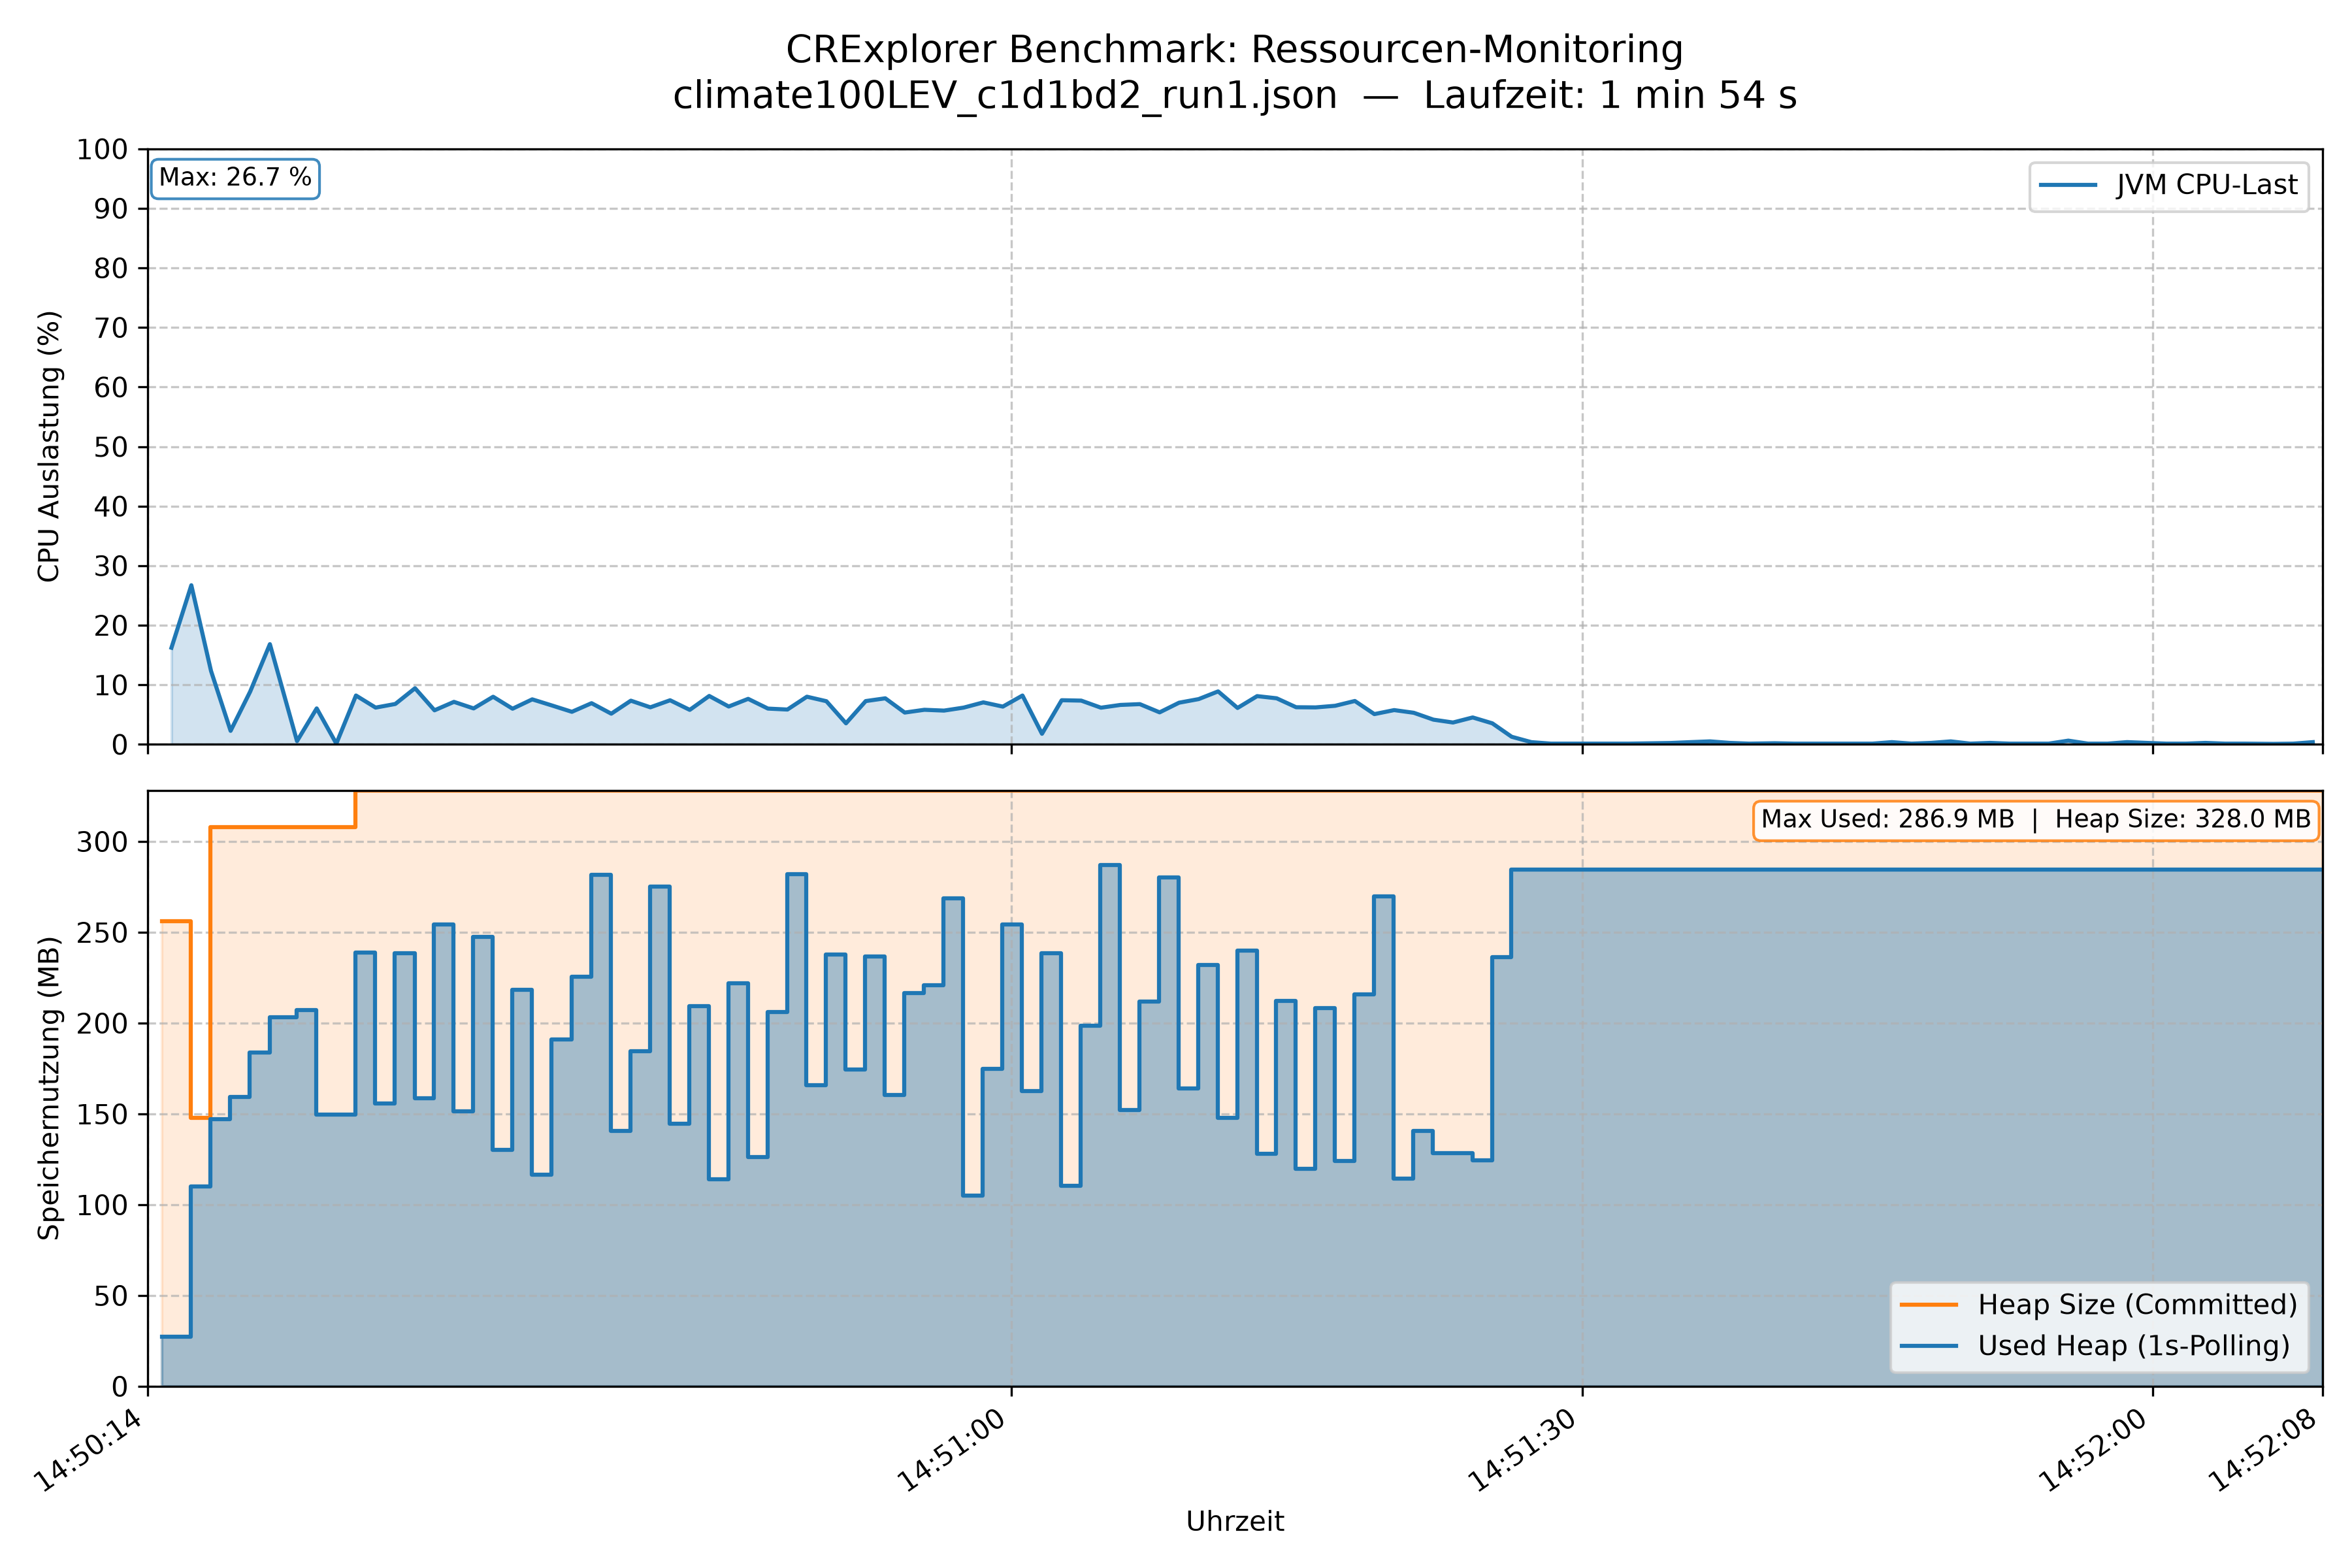 CRExplorer Benchmark: Ressourcen-Monitoring
climate100LEV_c1d1bd2_run1.json — Laufzeit: 1 min 54 s
CPU Auslastung (%)
100
90
80
70
60
50
40
30
20
10
0
Max: 26.7 %
JVM CPU-Last
Speichernutzung (MB)
300
250
200
150
100
50
0
Max Used: 286.9 MB | Heap Size: 328.0 MB
Heap Size (Committed)
Used Heap (1s-Polling)
14:50:14
14:51:00
14:51:30
14:52:00
14:52:08
Uhrzeit